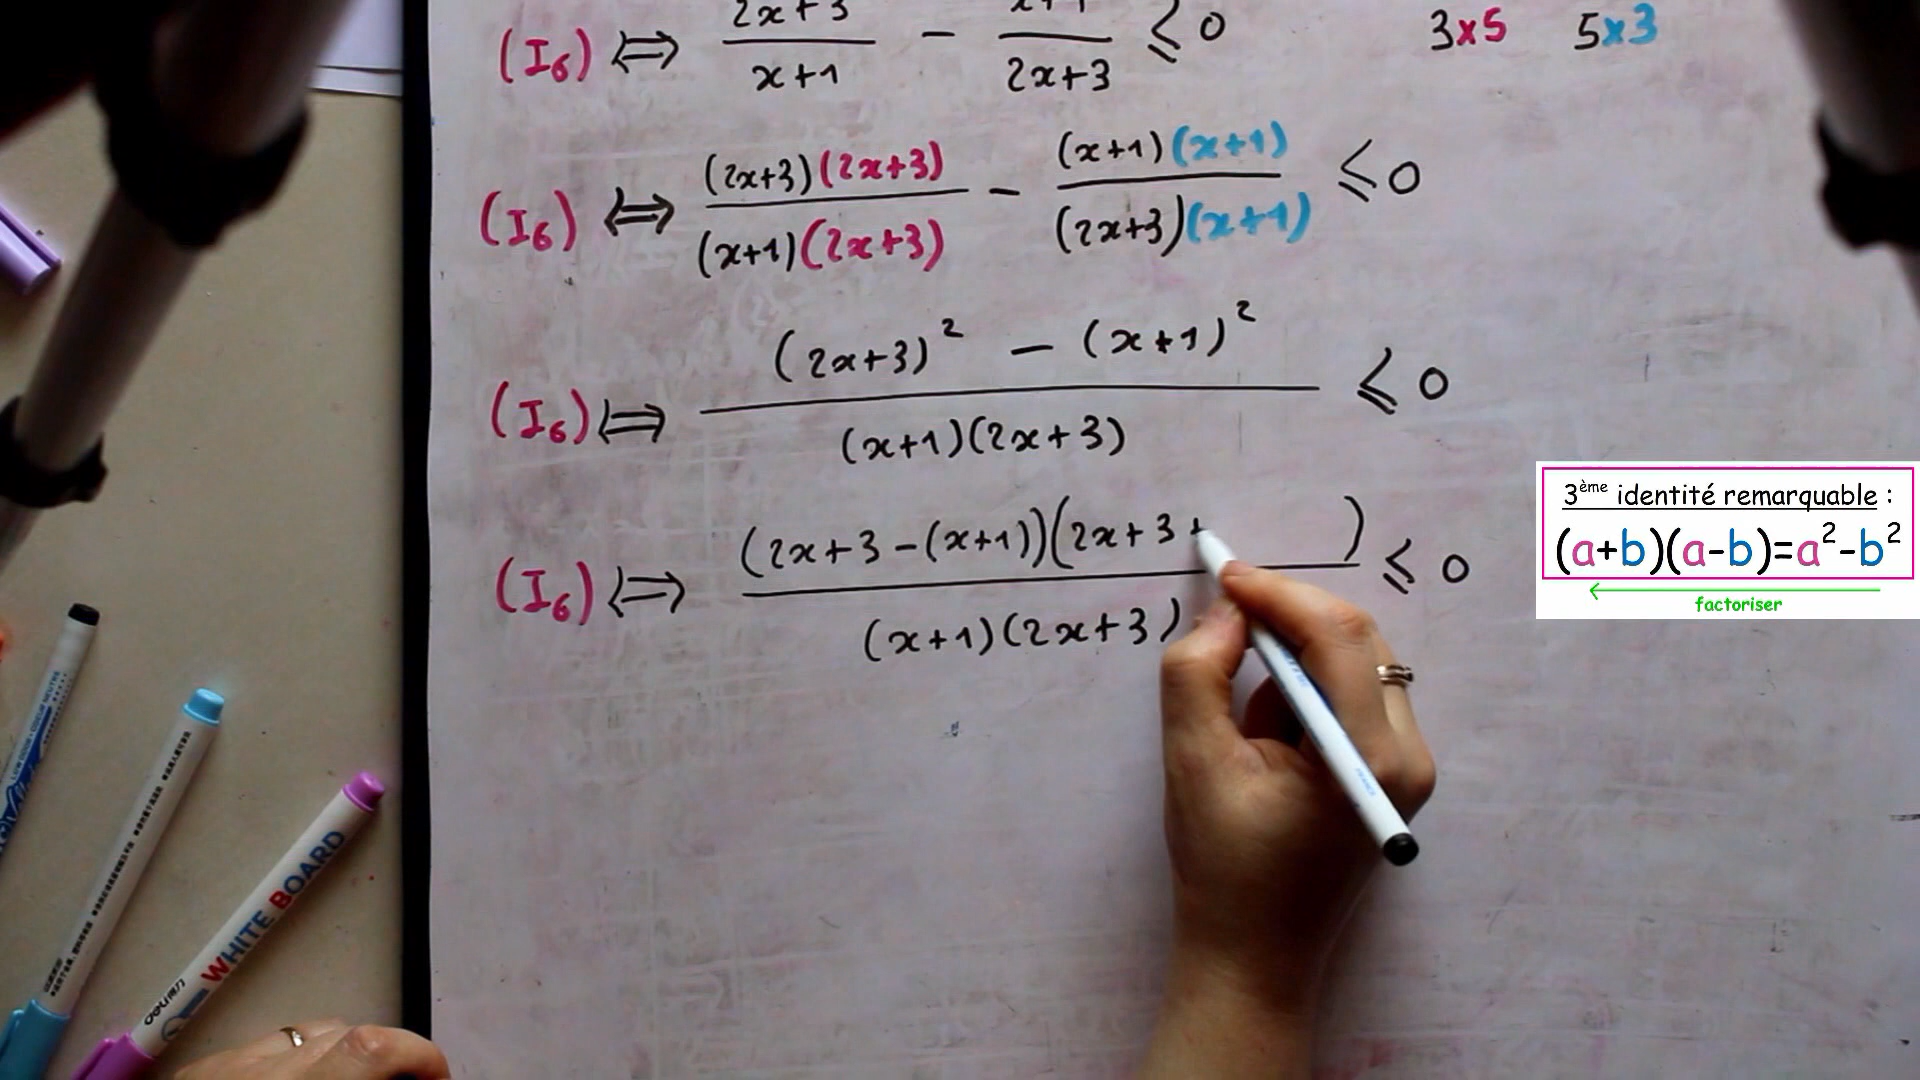 (I₆) ⟺ (2x+3)/(x+1) − (x+1)/(2x+3) ⩽ 0
3x5 5x3
(I₆) ⟺ (2x+3)(2x+3)/(x+1)(2x+3) − (x+1)(x+1)/(2x+3)(x+1) ⩽ 0
(I₆) ⟺ (2x+3)² − (x+1)²/(x+1)(2x+3) ⩽ 0
(I₆) ⟺ (2x+3−(x+1))(2x+3+ )/(x+1)(2x+3) ⩽ 0
3ème identité remarquable :
(a+b)(a-b)=a²-b²
factoriser
WHITE BOARD
deli